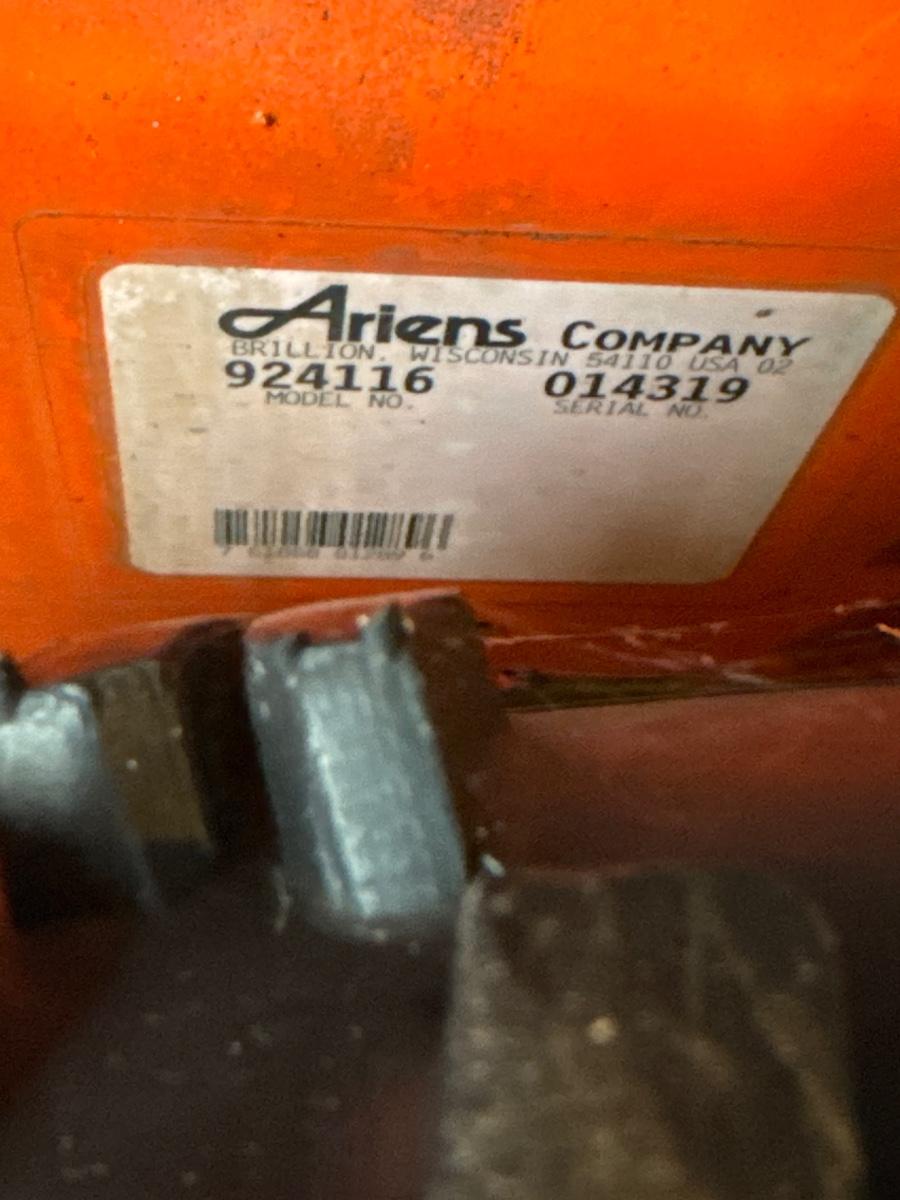 Ariens COMPANY
BRILLION, WISCONSIN 54110 USA 02
924116 014319
MODEL NO. SERIAL NO.